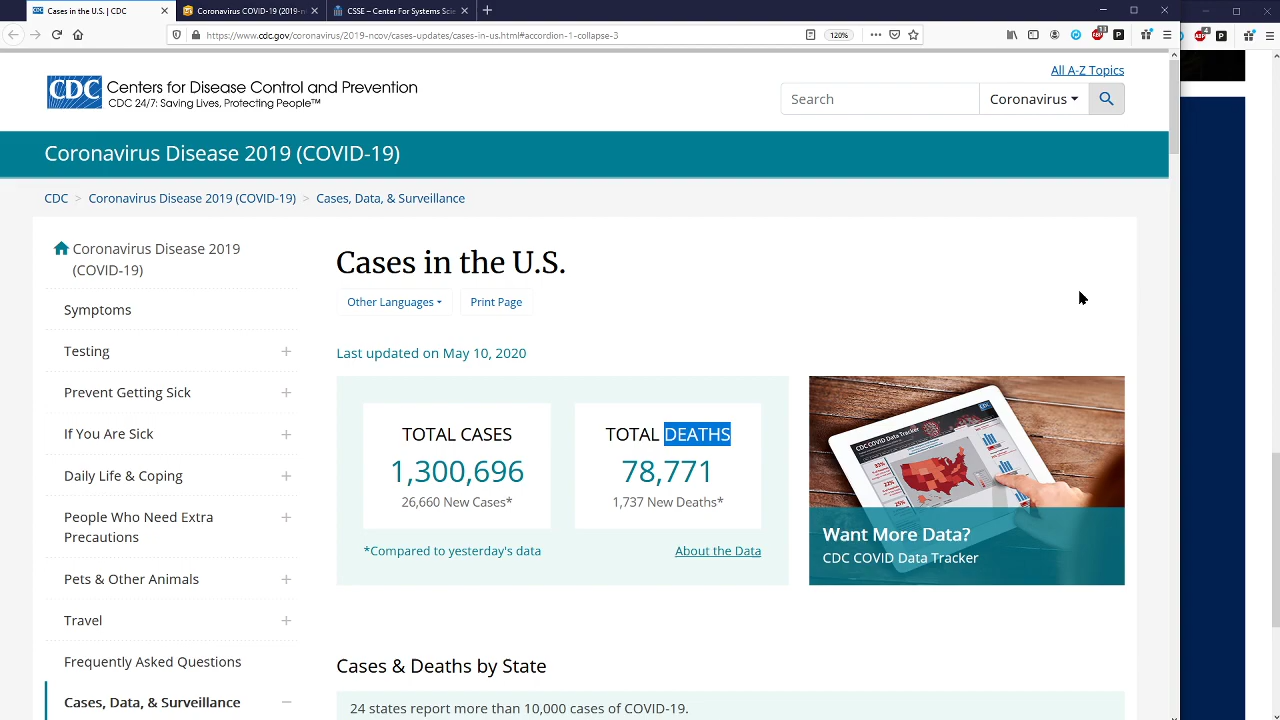 Cases in the U.S. | CDC
Coronavirus COVID-19 (2019-n
CSSE – Center For Systems Scie
https://www.cdc.gov/coronavirus/2019-ncov/cases-updates/cases-in-us.html#accordion-1-collapse-3
120%
All A-Z Topics
CDC
Centers for Disease Control and Prevention
CDC 24/7: Saving Lives, Protecting People™
Search
Coronavirus
Coronavirus Disease 2019 (COVID-19)
CDC > Coronavirus Disease 2019 (COVID-19) > Cases, Data, & Surveillance
Coronavirus Disease 2019
(COVID-19)
Symptoms
Testing
Prevent Getting Sick
If You Are Sick
Daily Life & Coping
People Who Need Extra
Precautions
Pets & Other Animals
Travel
Frequently Asked Questions
Cases, Data, & Surveillance
Cases in the U.S.
Other Languages
Print Page
Last updated on May 10, 2020
TOTAL CASES
1,300,696
26,660 New Cases*
TOTAL DEATHS
78,771
1,737 New Deaths*
*Compared to yesterday's data
About the Data
CDC COVID Data Tracker
Want More Data?
CDC COVID Data Tracker
Cases & Deaths by State
24 states report more than 10,000 cases of COVID-19.